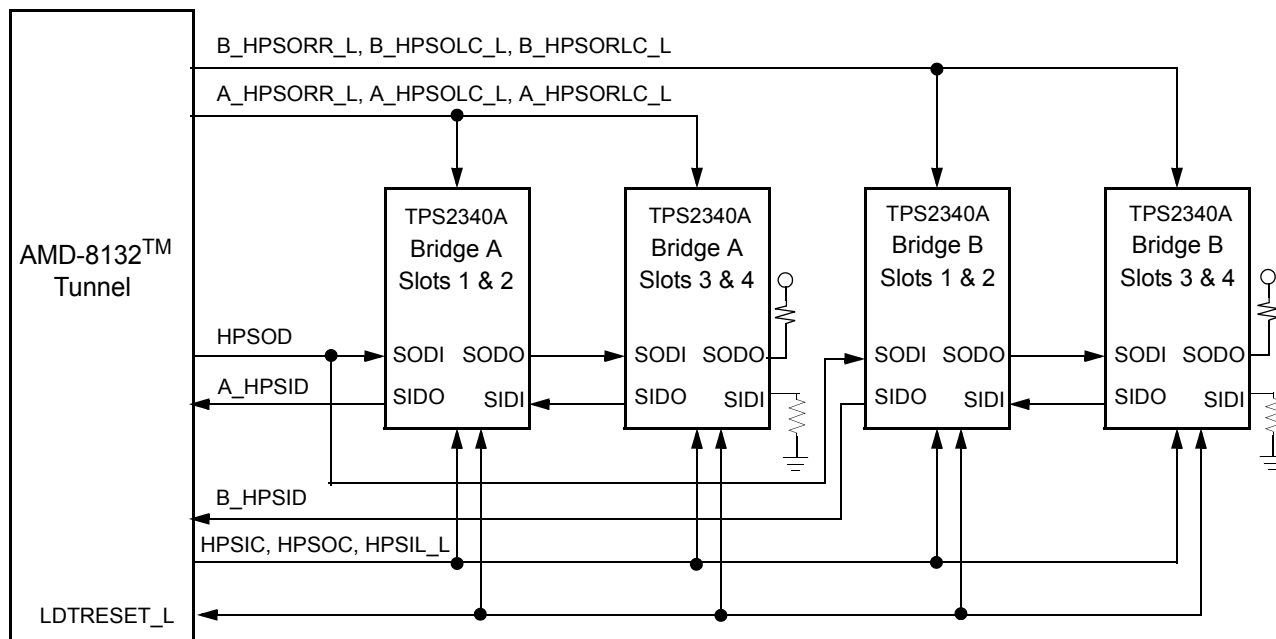 B_HPSORR_L, B_HPSOLC_L, B_HPSORLC_L
A_HPSORR_L, A_HPSOLC_L, A_HPSORLC_L
AMD-8132™
Tunnel
TPS2340A
Bridge A
Slots 1 & 2
SODI SODO
SIDO SIDI
TPS2340A
Bridge A
Slots 3 & 4
SODI SODO
SIDO SIDI
TPS2340A
Bridge B
Slots 1 & 2
SODI SODO
SIDO SIDI
TPS2340A
Bridge B
Slots 3 & 4
SODI SODO
SIDO SIDI
HPSOD
A_HPSID
B_HPSID
HPSIC, HPSOC, HPSIL_L
LDTRESET_L